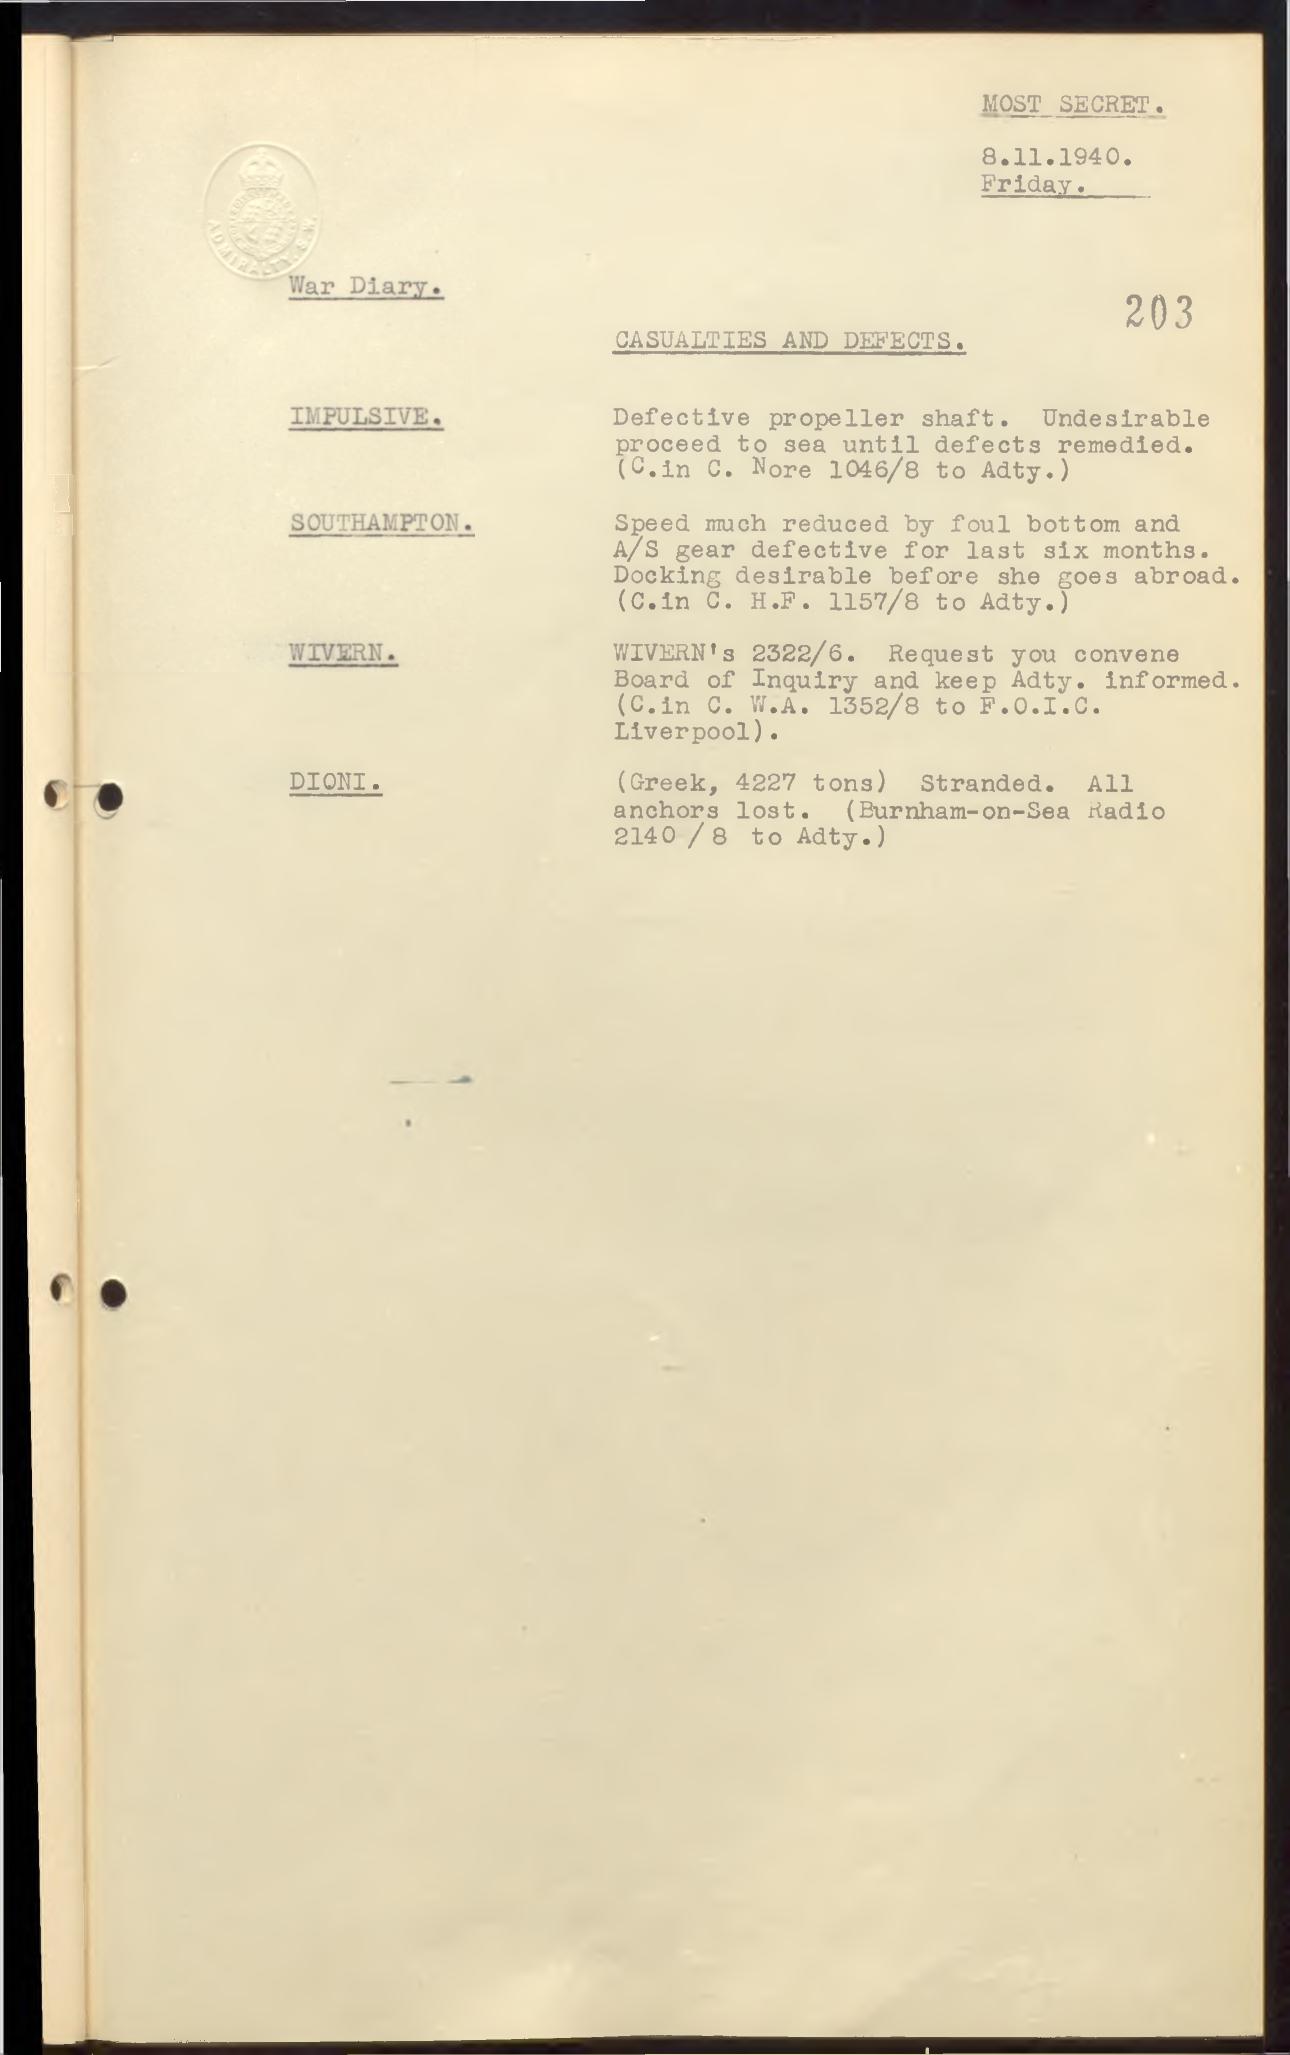 MOST SECRET.
8.11.1940.
Friday.
ADMIRALTY. S.W.
War Diary.
203
CASUALTIES AND DEFECTS.
IMPULSIVE. Defective propeller shaft. Undesirable
proceed to sea until defects remedied.
(C.in C. Nore 1046/8 to Adty.)
SOUTHAMPTON. Speed much reduced by foul bottom and
A/S gear defective for last six months.
Docking desirable before she goes abroad.
(C.in C. H.F. 1157/8 to Adty.)
WIVERN. WIVERN's 2322/6. Request you convene
Board of Inquiry and keep Adty. informed.
(C.in C. W.A. 1352/8 to F.O.I.C.
Liverpool).
DIONI. (Greek, 4227 tons) Stranded. All
anchors lost. (Burnham-on-Sea Radio
2140 / 8 to Adty.)